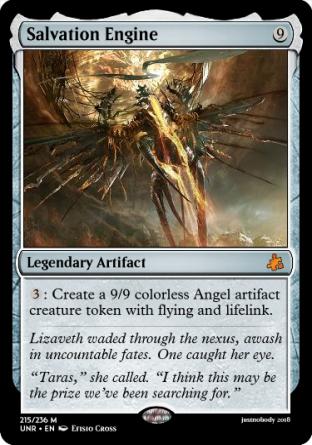 Salvation Engine 9
Legendary Artifact
3 : Create a 9/9 colorless Angel artifact
creature token with flying and lifelink.
Lizaveth waded through the nexus, awash
in uncountable fates. One caught her eye.
“Taras,” she called. “I think this may be
the prize we’ve been searching for.”
215/236 M justnobody 2018
UNR • EN Efisio Cross